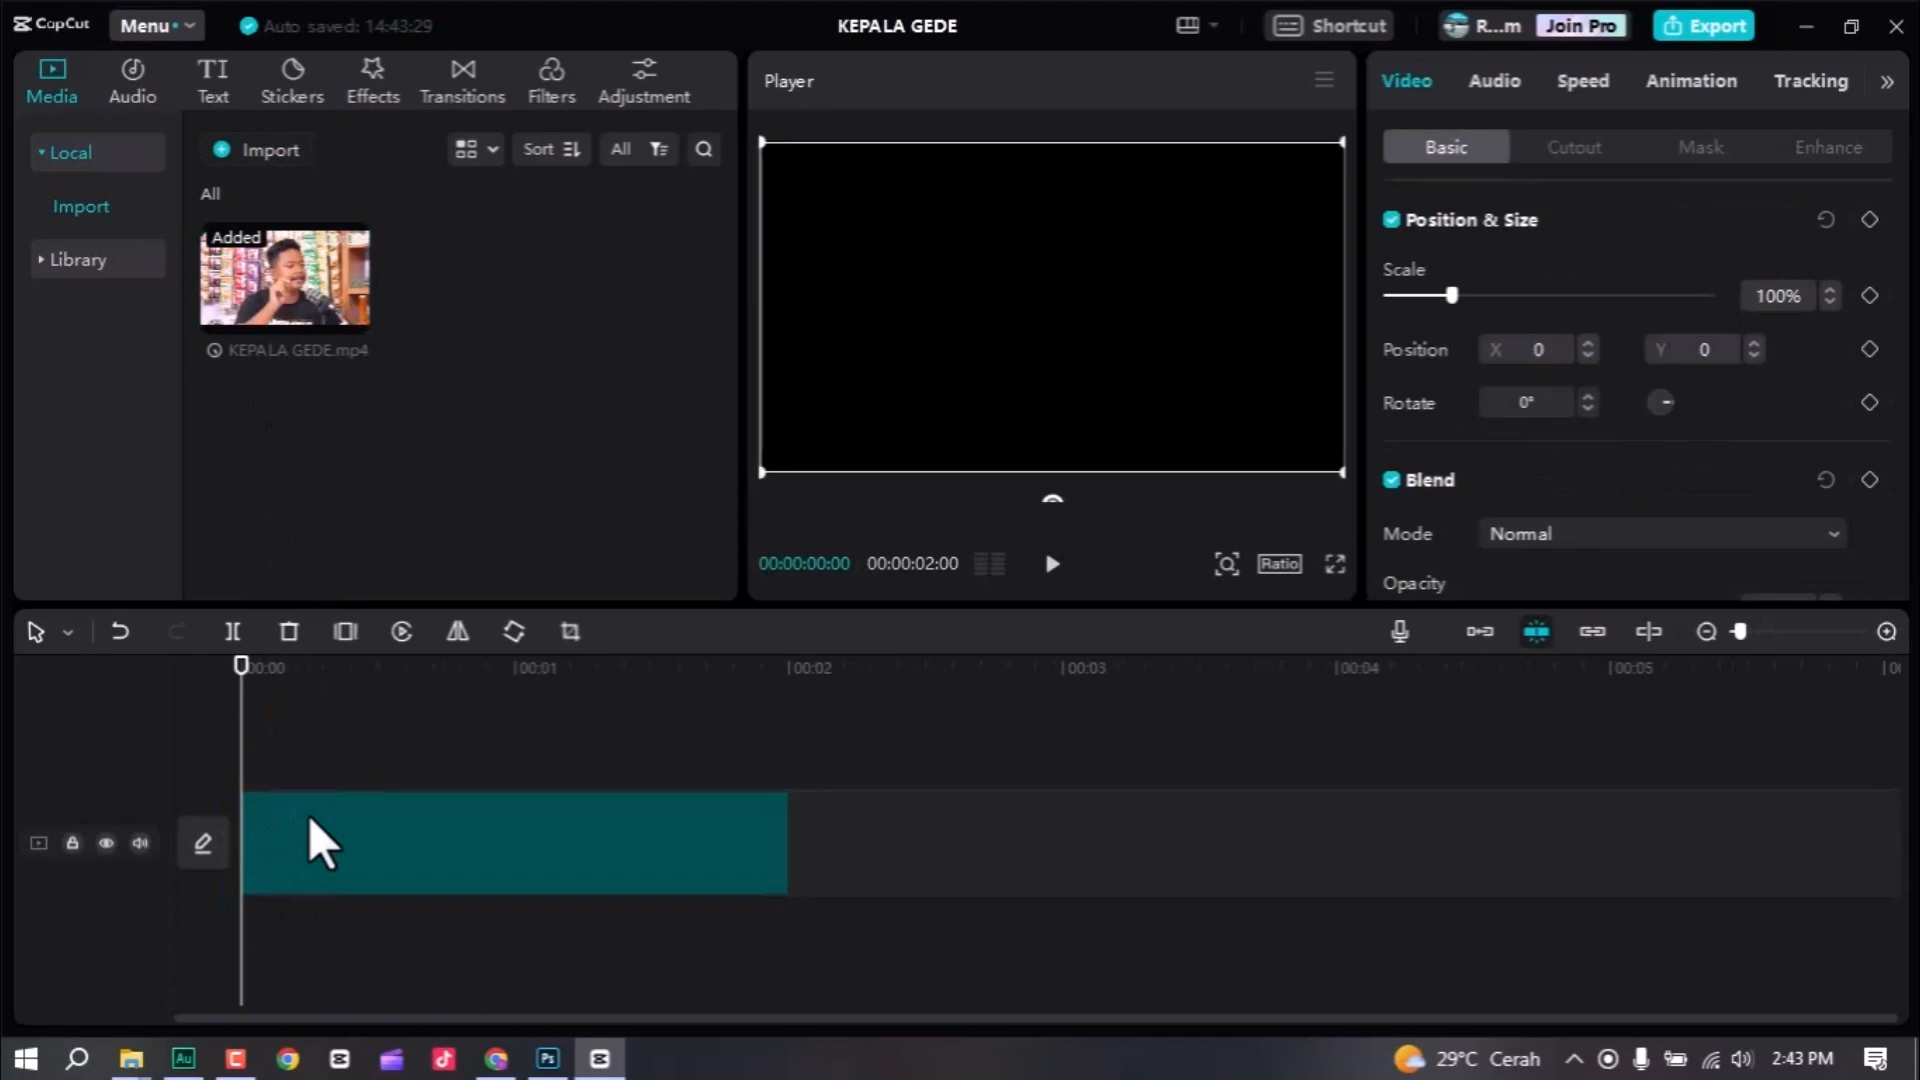 CapCut
Menu
Auto saved: 14:43:29
KEPALA GEDE
Shortcut
R...m
Join Pro
Export
Media
Audio
TI
Text
Stickers
Effects
Transitions
Filters
Adjustment
Player
Video
Audio
Speed
Animation
Tracking
Local
Import
Sort
All
Basic
Cutout
Mask
Enhance
Import
All
Library
Added
KEPALA GEDE.mp4
Position & Size
Scale
100%
Position
X 0
Y 0
Rotate
0°
Blend
Mode
Normal
Opacity
00:00:00:00
00:00:02:00
Ratio
00:00
00:01
00:02
00:03
00:04
00:05
Au
C
Ps
29°C Cerah
2:43 PM